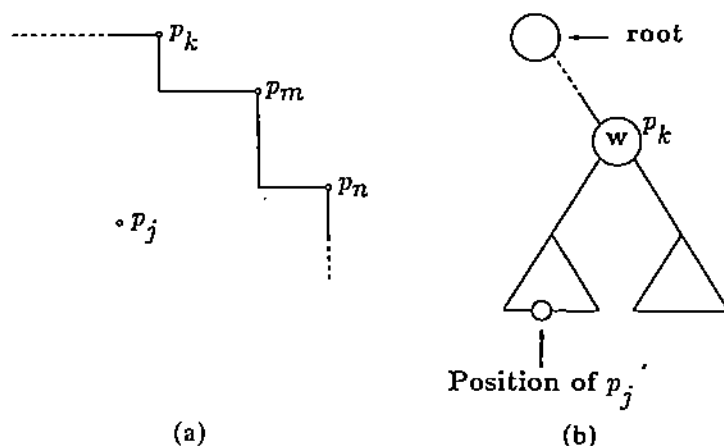 p_k
p_m
p_n
p_j
(a)
root
w p_k
Position of p_j
(b)